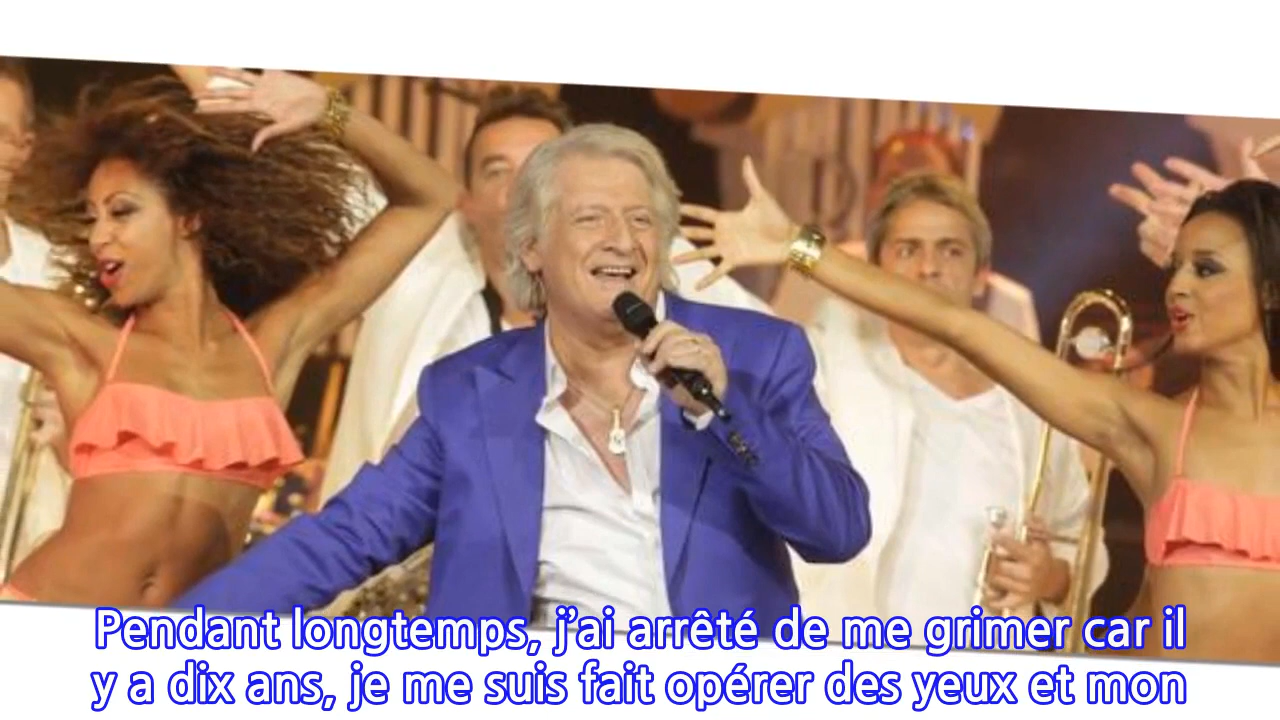 Pendant longtemps, j’ai arrêté de me grimer car il
y a dix ans, je me suis fait opérer des yeux et mon